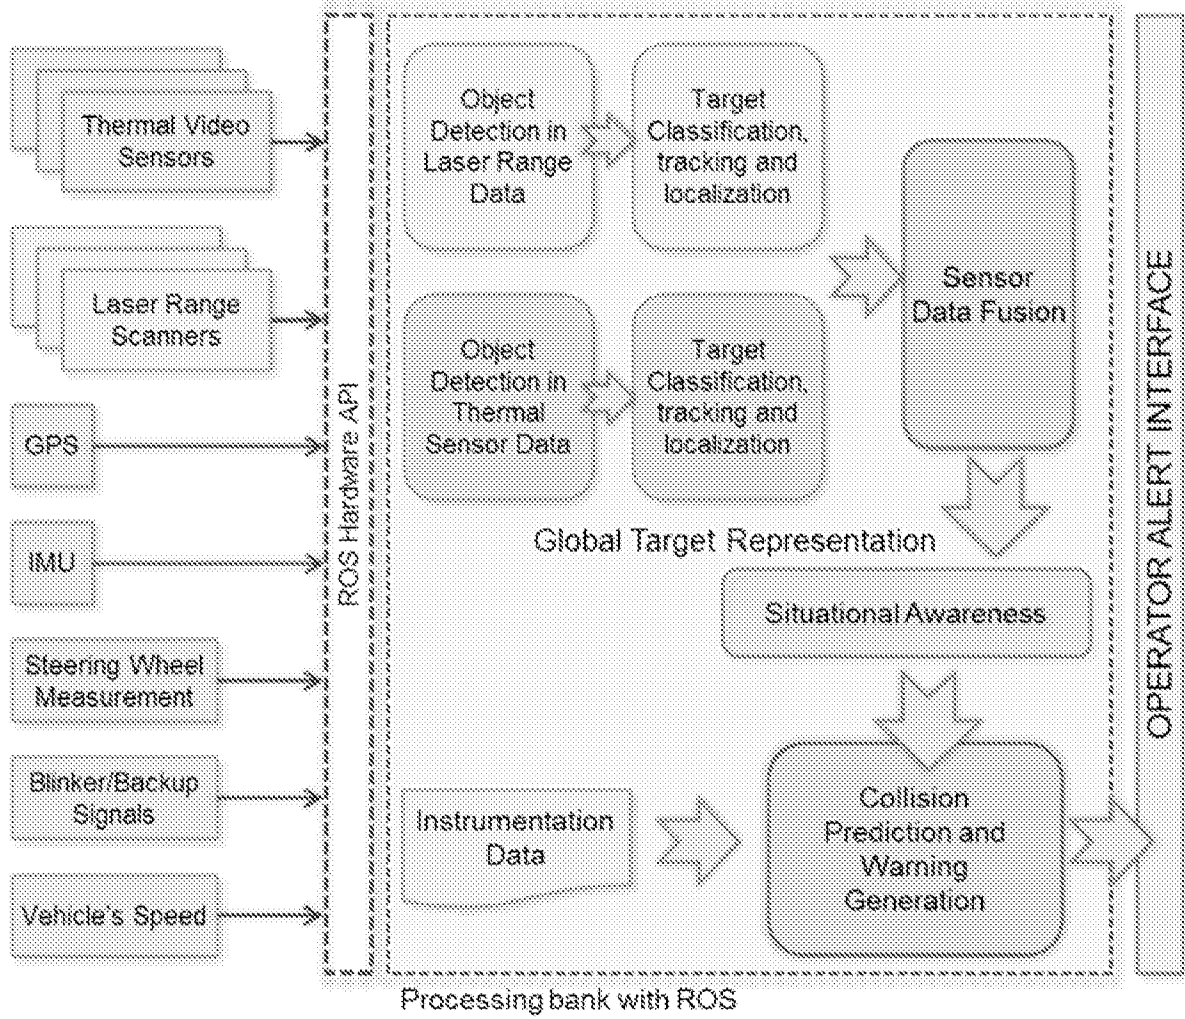 Thermal Video
Sensors
Laser Range
Scanners
GPS
IMU
Steering Wheel
Measurement
Blinker/Backup
Signals
Vehicle's Speed
ROS Hardware API
Object
Detection in
Laser Range
Data
Target
Classification,
tracking and
localization
Object
Detection in
Thermal
Sensor Data
Target
Classification,
tracking and
localization
Sensor
Data Fusion
Global Target Representation
Situational Awareness
Instrumentation
Data
Collision
Prediction and
Warning
Generation
OPERATOR ALERT INTERFACE
Processing bank with ROS